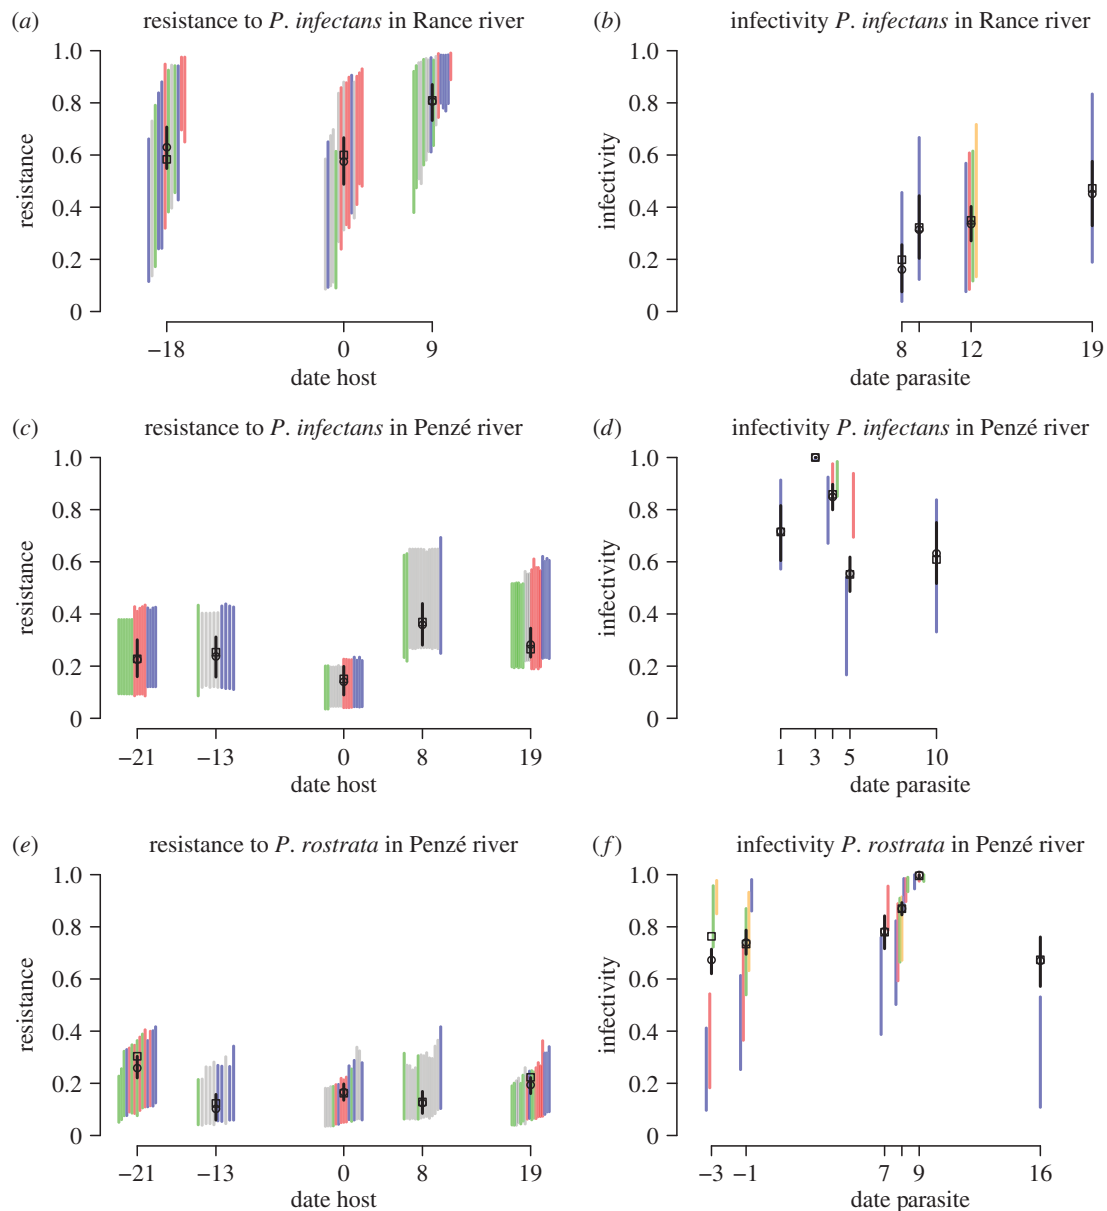 (a) resistance to P. infectans in Rance river
1.0
0.8
0.6
0.4
0.2
0
resistance
−18 0 9
date host
(b) infectivity P. infectans in Rance river
1.0
0.8
0.6
0.4
0.2
0
infectivity
8 12 19
date parasite
(c) resistance to P. infectans in Penzé river
1.0
0.8
0.6
0.4
0.2
0
resistance
−21 −13 0 8 19
date host
(d) infectivity P. infectans in Penzé river
1.0
0.8
0.6
0.4
0.2
0
infectivity
1 3 5 10
date parasite
(e) resistance to P. rostrata in Penzé river
1.0
0.8
0.6
0.4
0.2
0
resistance
−21 −13 0 8 19
date host
(f) infectivity P. rostrata in Penzé river
1.0
0.8
0.6
0.4
0.2
0
infectivity
−3 −1 7 9 16
date parasite